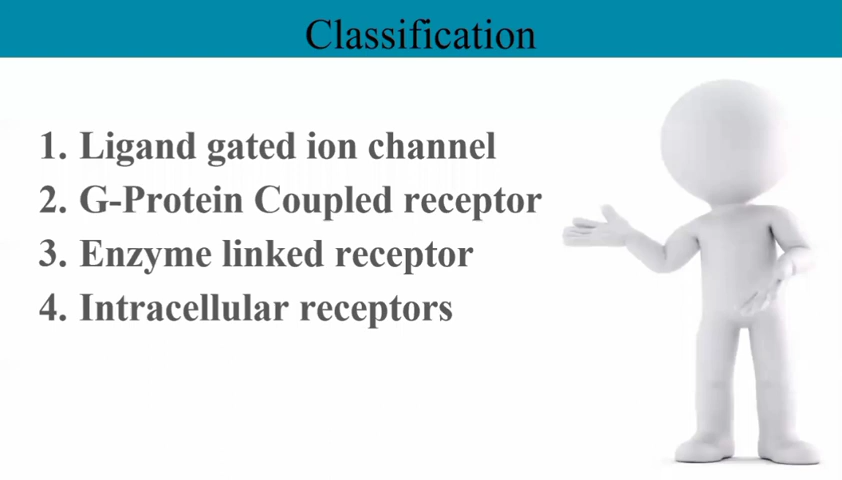 Classification
1. Ligand gated ion channel
2. G-Protein Coupled receptor
3. Enzyme linked receptor
4. Intracellular receptors